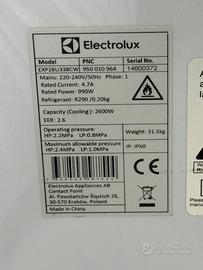 Electrolux
Model PNC Serial No.
EXP26U338CW 950 010 964 14800372
Mains: 220-240V/50Hz Phase: 1
Rated Current: 4.7A
Rated Power: 990W
Refrigerant: R290 /0.20kg
Capacity (Cooling): 2600W
EER: 2.6
Operating pressure: Weight: 31.5kg
HP:2.2MPa LP:0.8MPa
Maximum allowable IP: IPX0
pressure:
HP:2.4MPa LP:1.0MPa
Electrolux Appliances AB
Contact Point
Al. Powstańców Śląskich 26,
30-570 Kraków, Poland
Made in China
subito